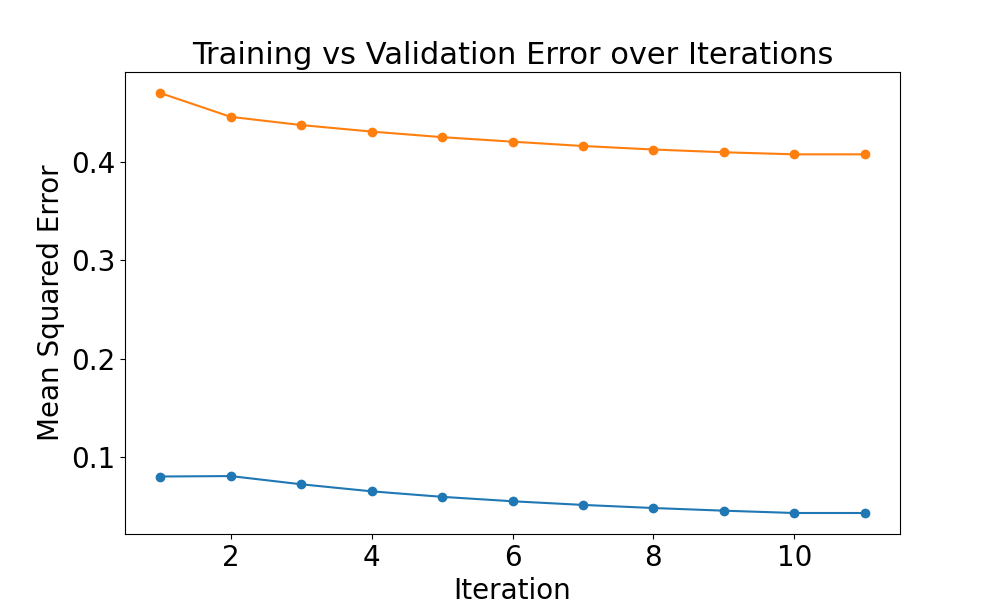 Training vs Validation Error over Iterations
Mean Squared Error
0.4
0.3
0.2
0.1
2 4 6 8 10
Iteration